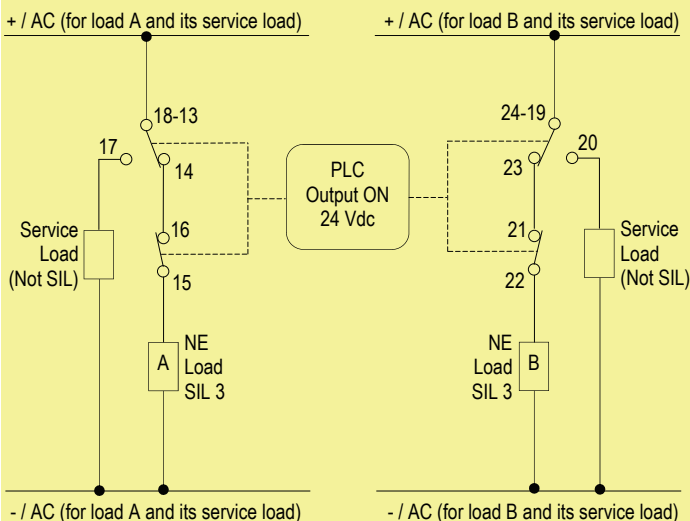 + / AC (for load A and its service load)
+ / AC (for load B and its service load)
18-13
17
14
16
15
Service
Load
(Not SIL)
A
NE
Load
SIL 3
PLC
Output ON
24 Vdc
24-19
20
23
21
22
Service
Load
(Not SIL)
NE
Load
SIL 3
B
- / AC (for load A and its service load)
- / AC (for load B and its service load)